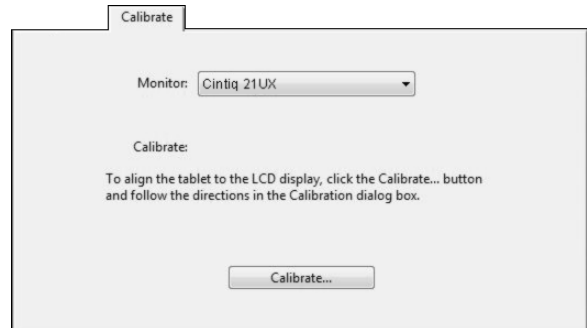 Calibrate
Monitor: Cintiq 21UX
Calibrate:
To align the tablet to the LCD display, click the Calibrate... button
and follow the directions in the Calibration dialog box.
Calibrate...